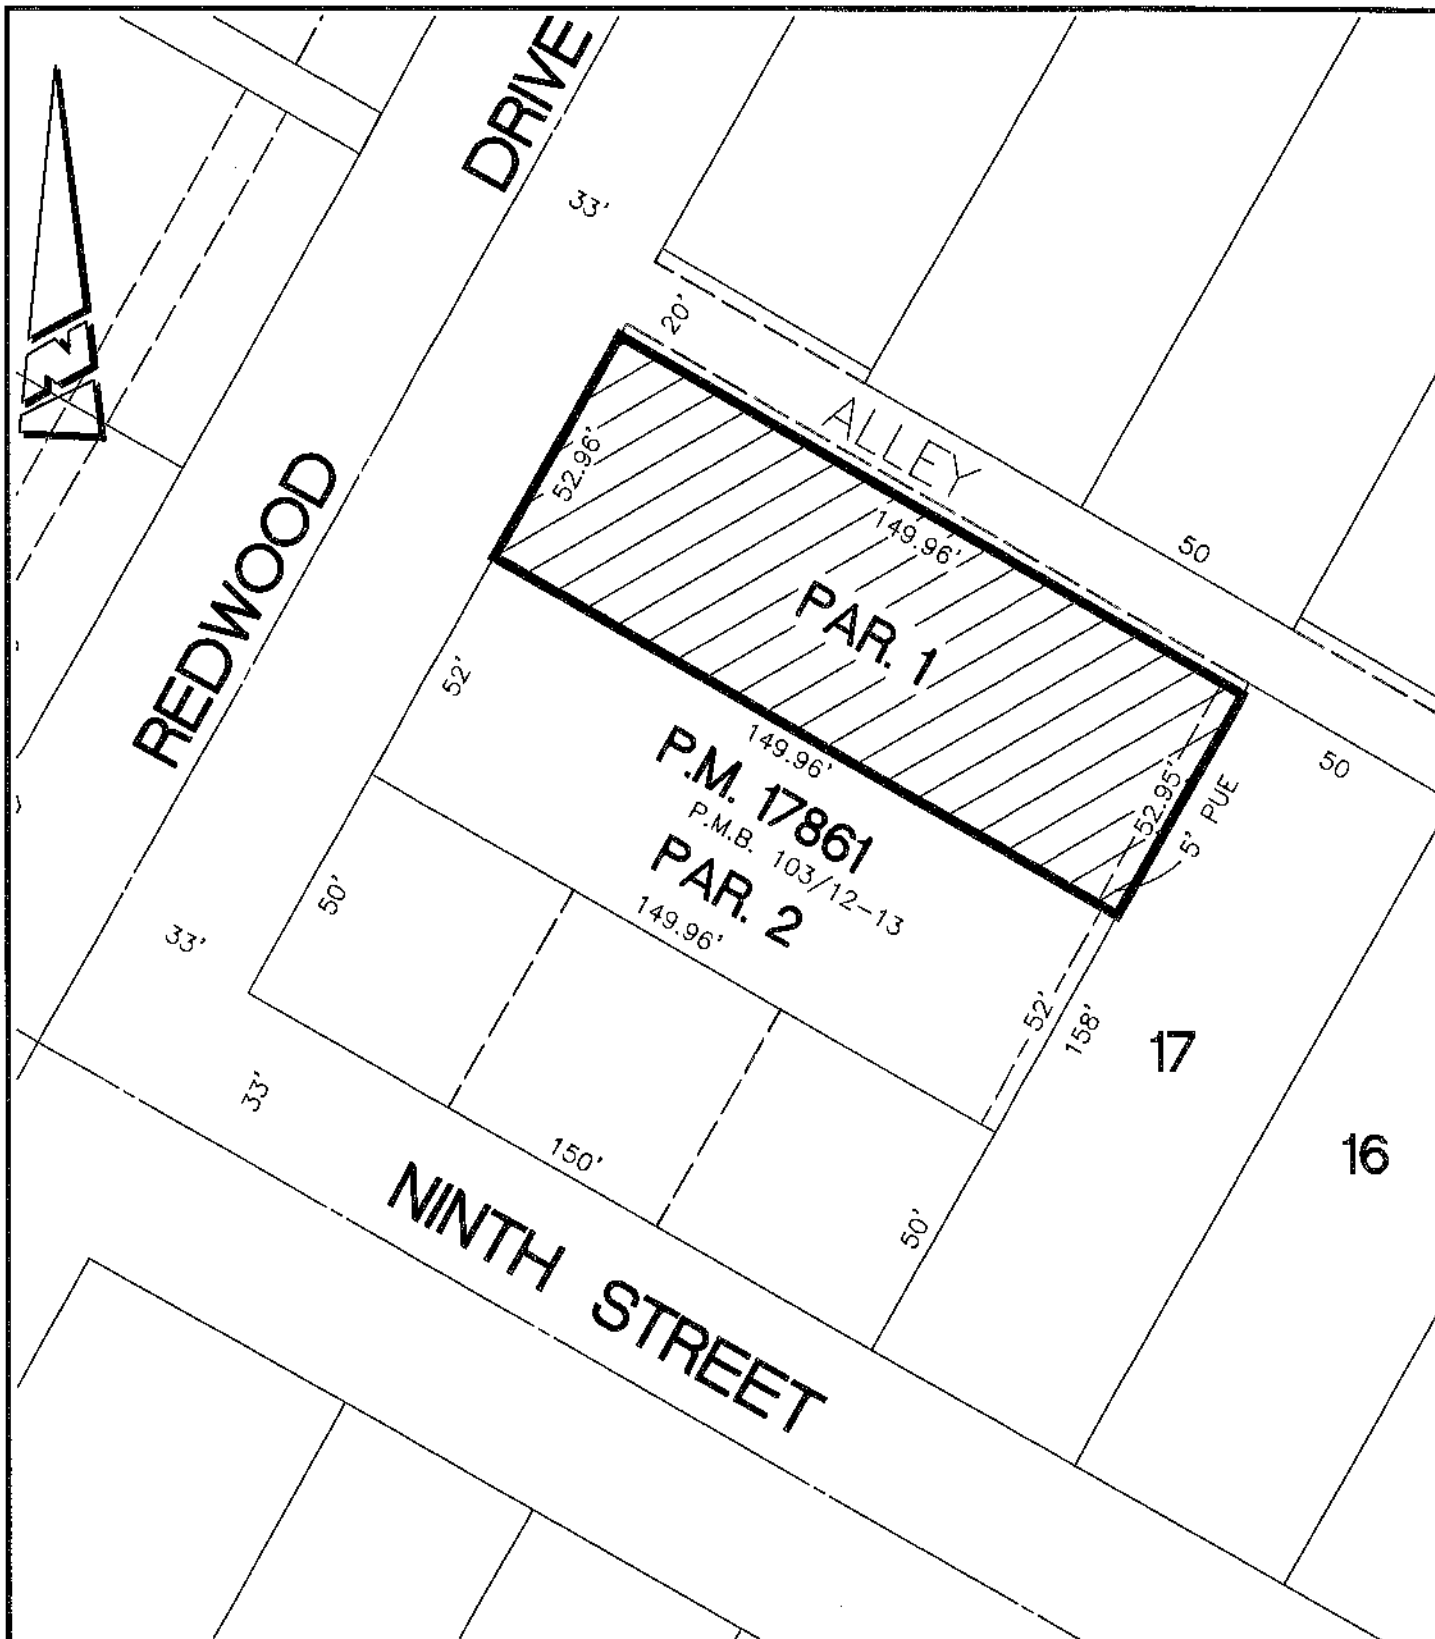 DRIVE
33'
20'
ALLEY
52.96'
149.96'
50
REDWOOD
PAR. 1
52'
149.96'
P.M. 17861
P.M.B. 103/12-13
PAR. 2
149.96'
52.95'
5' PUE
50
50'
33'
52'
158'
17
33'
150'
16
50'
NINTH STREET